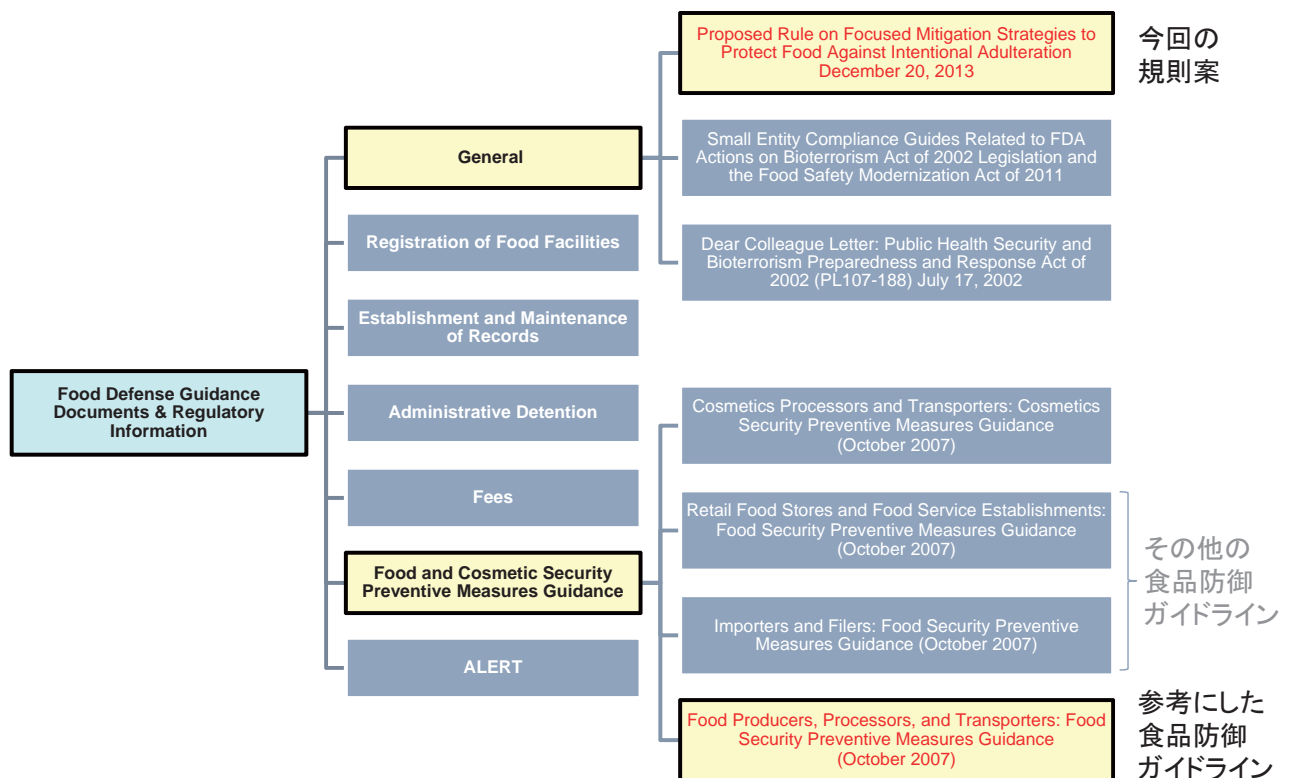 Food Defense Guidance
Documents & Regulatory
Information
General
Registration of Food Facilities
Establishment and Maintenance
of Records
Administrative Detention
Fees
Food and Cosmetic Security
Preventive Measures Guidance
ALERT
Proposed Rule on Focused Mitigation Strategies to
Protect Food Against Intentional Adulteration
December 20, 2013
今回の
規則案
Small Entity Compliance Guides Related to FDA
Actions on Bioterrorism Act of 2002 Legislation and
the Food Safety Modernization Act of 2011
Dear Colleague Letter: Public Health Security and
Bioterrorism Preparedness and Response Act of
2002 (PL107-188) July 17, 2002
Cosmetics Processors and Transporters: Cosmetics
Security Preventive Measures Guidance
(October 2007)
Retail Food Stores and Food Service Establishments:
Food Security Preventive Measures Guidance
(October 2007)
Importers and Filers: Food Security Preventive
Measures Guidance (October 2007)
その他の
食品防御
ガイドライン
Food Producers, Processors, and Transporters: Food
Security Preventive Measures Guidance
(October 2007)
参考にした
食品防御
ガイドライン